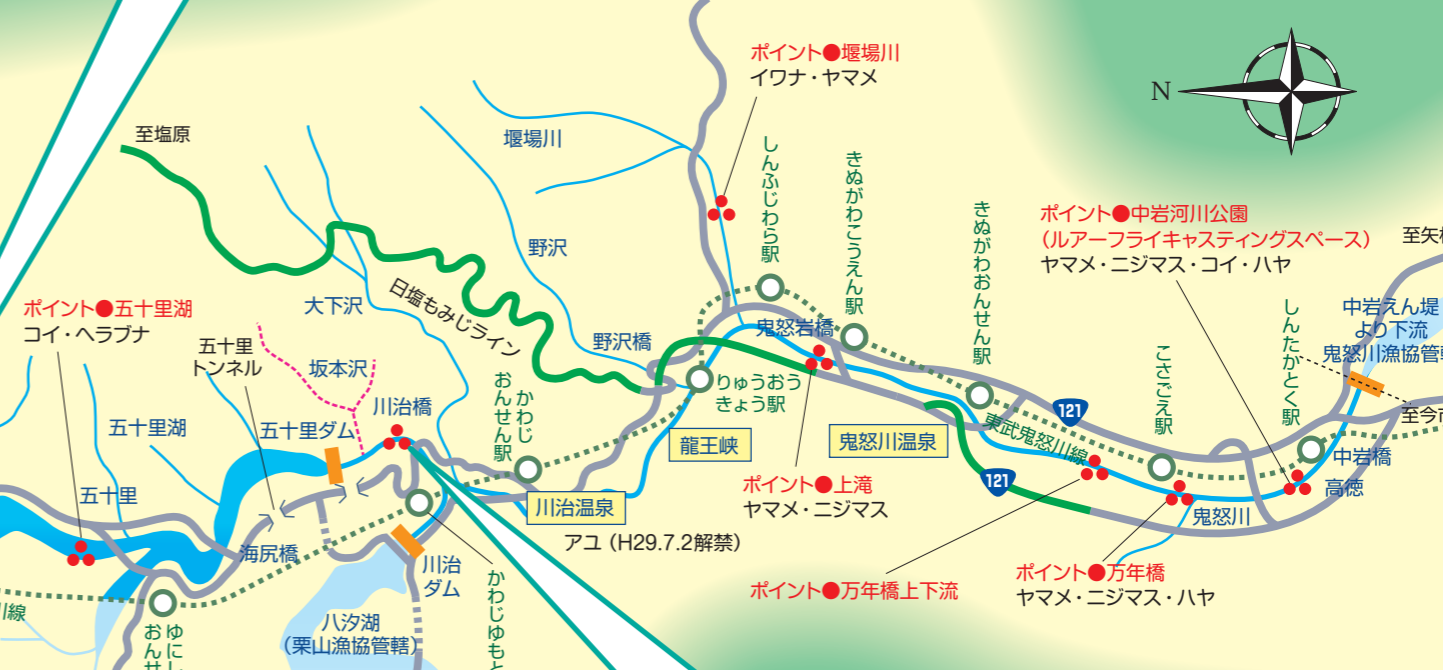 ポイント●堰場川
イワナ・ヤマメ
N
至塩原
堰場川
しんふじわら駅
きぬがわこうえん駅
きぬがわおんせん駅
ポイント●中岩河川公園
（ルアーフライキャスティングスペース）
ヤマメ・ニジマス・コイ・ハヤ
至矢板
野沢
大下沢
日塩もみじライン
ポイント●五十里湖
コイ・ヘラブナ
五十里
トンネル
坂本沢
野沢橋
鬼怒岩橋
しんたかとく駅
中岩えん堤
より下流
鬼怒川漁協管轄
こさごえ駅
かわじ
おんせん駅
りゅうおう
きょう駅
川治橋
五十里湖
五十里ダム
121
至今市
東武鬼怒川線
龍王峡
鬼怒川温泉
中岩橋
高徳
五十里
121
ポイント●上滝
ヤマメ・ニジマス
川治温泉
鬼怒川
アユ（H29.7.2解禁）
海尻橋
川治
ダム
ポイント●万年橋上下流
ポイント●万年橋
ヤマメ・ニジマス・ハヤ
かわじゆもと
川線
八汐湖
（栗山漁協管轄）
ゆにし
おんせ